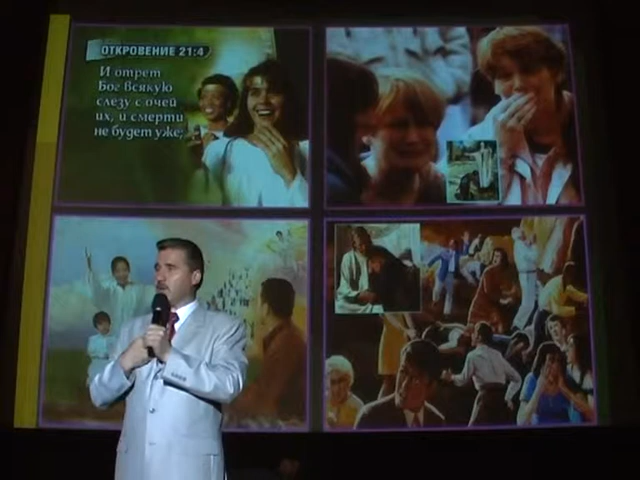 ОТКРОВЕНИЕ 21:4
И отрет
Бог всякую
слезу с очей
их, и смерти
не будет уже;